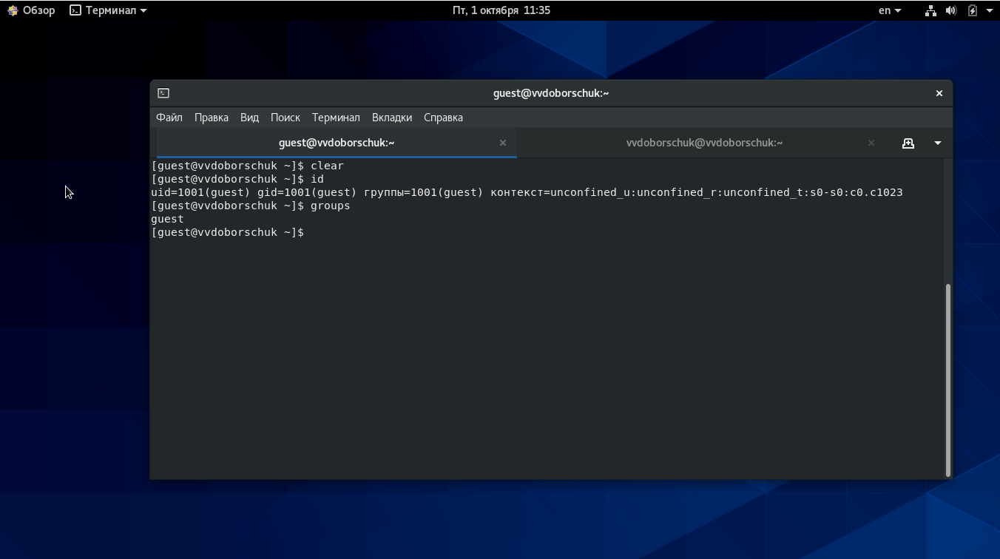 Обзор Терминал Пт, 1 октября 11:35 en
guest@vvdoborschuk:~
Файл Правка Вид Поиск Терминал Вкладки Справка
guest@vvdoborschuk:~ vvdoborschuk@vvdoborschuk:~
[guest@vvdoborschuk ~]$ clear
[guest@vvdoborschuk ~]$ id
uid=1001(guest) gid=1001(guest) группы=1001(guest) контекст=unconfined_u:unconfined_r:unconfined_t:s0-s0:c0.c1023
[guest@vvdoborschuk ~]$ groups
guest
[guest@vvdoborschuk ~]$